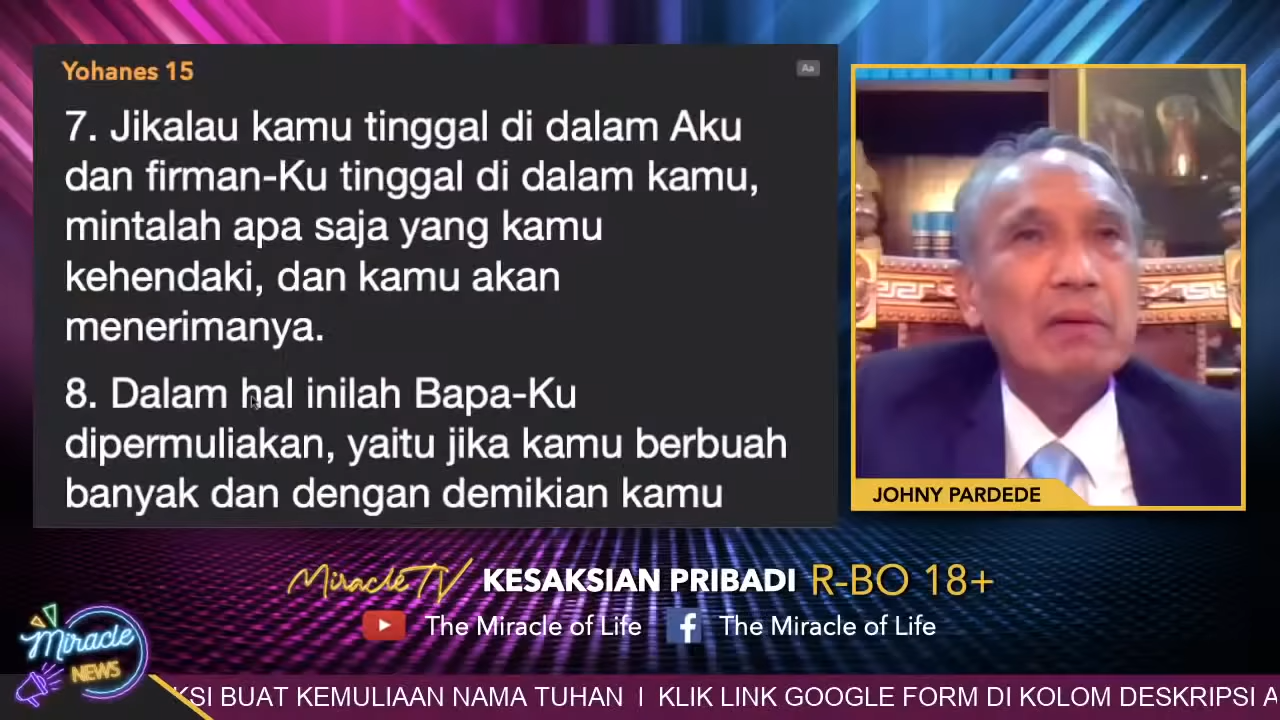 Yohanes 15
Aa
7. Jikalau kamu tinggal di dalam Aku
dan firman-Ku tinggal di dalam kamu,
mintalah apa saja yang kamu
kehendaki, dan kamu akan
menerimanya.
8. Dalam hal inilah Bapa-Ku
dipermuliakan, yaitu jika kamu berbuah
banyak dan dengan demikian kamu
JOHNY PARDEDE
MiracleTV KESAKSIAN PRIBADI R-BO 18+
The Miracle of Life The Miracle of Life
Miracle
NEWS
KSI BUAT KEMULIAAN NAMA TUHAN I KLIK LINK GOOGLE FORM DI KOLOM DESKRIPSI A